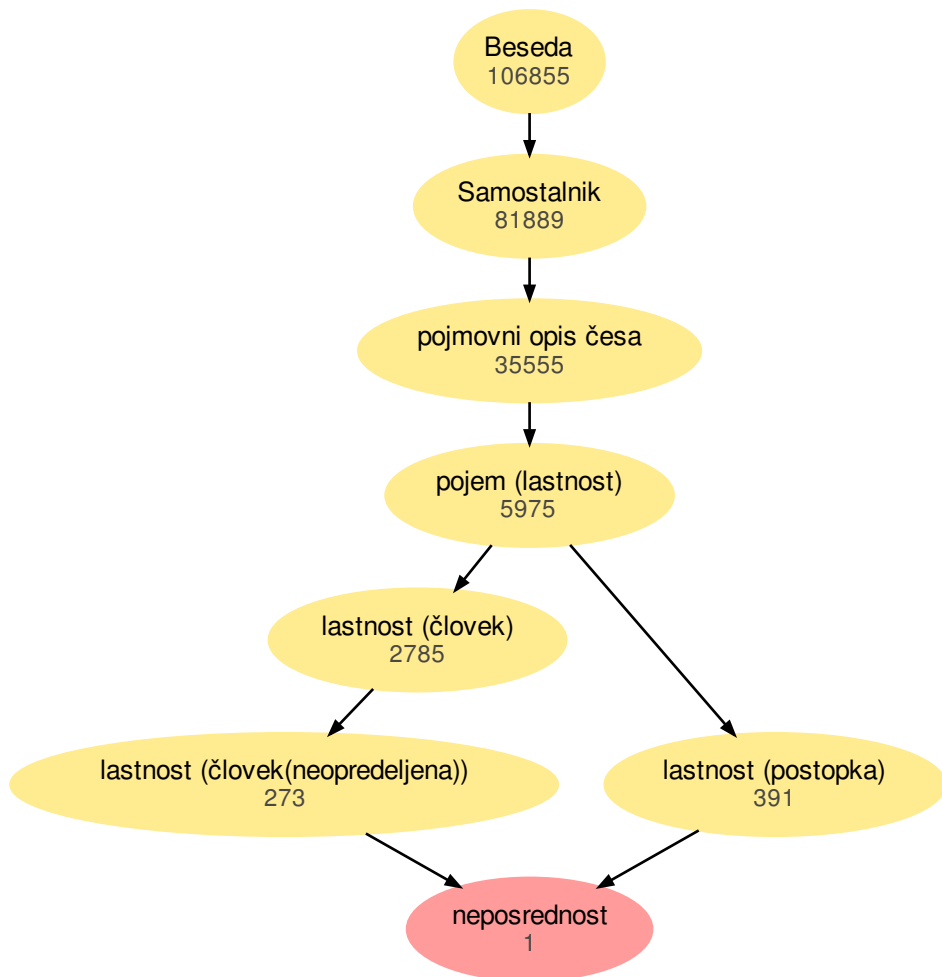 Beseda
106855
Samostalnik
81889
pojmovni opis česa
35555
pojem (lastnost)
5975
lastnost (človek)
2785
lastnost (človek(neopredeljena))
273
lastnost (postopka)
391
neposrednost
1